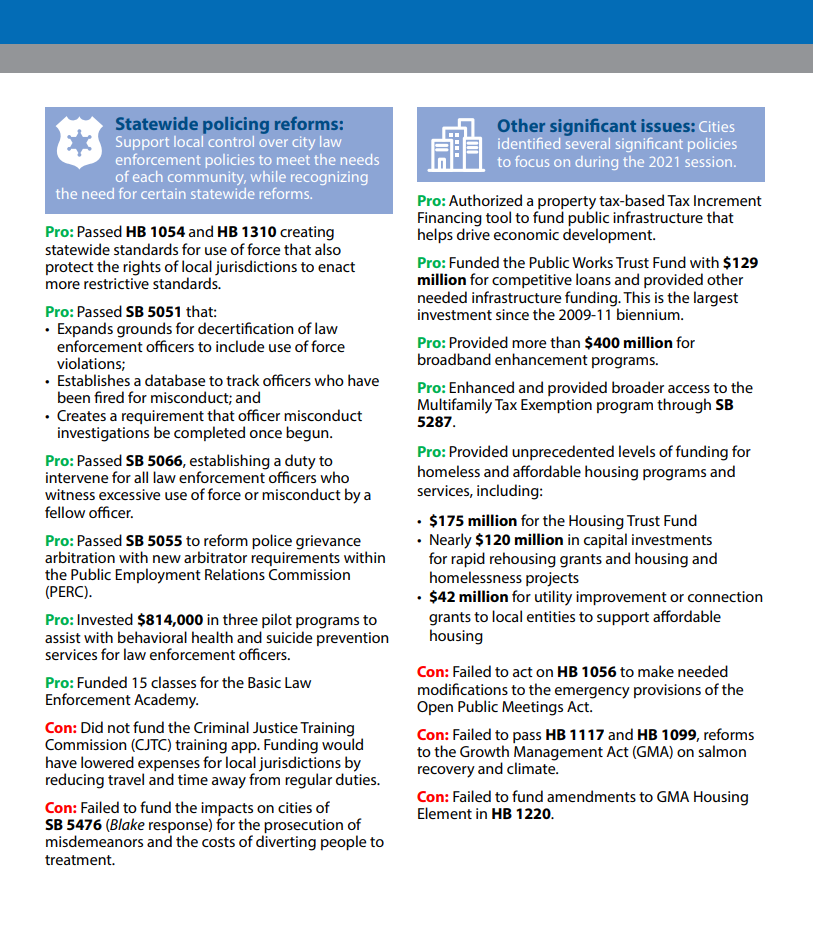 Statewide policing reforms:
Support local control over city law
enforcement policies to meet the needs
of each community, while recognizing
the need for certain statewide reforms.
Pro: Passed HB 1054 and HB 1310 creating
statewide standards for use of force that also
protect the rights of local jurisdictions to enact
more restrictive standards.
Pro: Passed SB 5051 that:
• Expands grounds for decertification of law
enforcement officers to include use of force
violations;
• Establishes a database to track officers who have
been fired for misconduct; and
• Creates a requirement that officer misconduct
investigations be completed once begun.
Pro: Passed SB 5066, establishing a duty to
intervene for all law enforcement officers who
witness excessive use of force or misconduct by a
fellow officer.
Pro: Passed SB 5055 to reform police grievance
arbitration with new arbitrator requirements within
the Public Employment Relations Commission
(PERC).
Pro: Invested $814,000 in three pilot programs to
assist with behavioral health and suicide prevention
services for law enforcement officers.
Pro: Funded 15 classes for the Basic Law
Enforcement Academy.
Con: Did not fund the Criminal Justice Training
Commission (CJTC) training app. Funding would
have lowered expenses for local jurisdictions by
reducing travel and time away from regular duties.
Con: Failed to fund the impacts on cities of
SB 5476 (Blake response) for the prosecution of
misdemeanors and the costs of diverting people to
treatment.
Other significant issues: Cities
identified several significant policies
to focus on during the 2021 session.
Pro: Authorized a property tax-based Tax Increment
Financing tool to fund public infrastructure that
helps drive economic development.
Pro: Funded the Public Works Trust Fund with $129
million for competitive loans and provided other
needed infrastructure funding. This is the largest
investment since the 2009-11 biennium.
Pro: Provided more than $400 million for
broadband enhancement programs.
Pro: Enhanced and provided broader access to the
Multifamily Tax Exemption program through SB
5287.
Pro: Provided unprecedented levels of funding for
homeless and affordable housing programs and
services, including:
• $175 million for the Housing Trust Fund
• Nearly $120 million in capital investments
for rapid rehousing grants and housing and
homelessness projects
• $42 million for utility improvement or connection
grants to local entities to support affordable
housing
Con: Failed to act on HB 1056 to make needed
modifications to the emergency provisions of the
Open Public Meetings Act.
Con: Failed to pass HB 1117 and HB 1099, reforms
to the Growth Management Act (GMA) on salmon
recovery and climate.
Con: Failed to fund amendments to GMA Housing
Element in HB 1220.